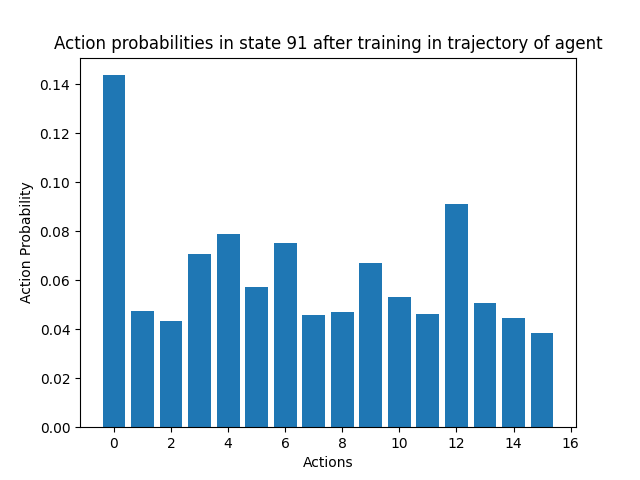 Action probabilities in state 91 after training in trajectory of agent
0.14
0.12
0.10
0.08
0.06
0.04
0.02
0.00
Action Probability
0 2 4 6 8 10 12 14 16
Actions